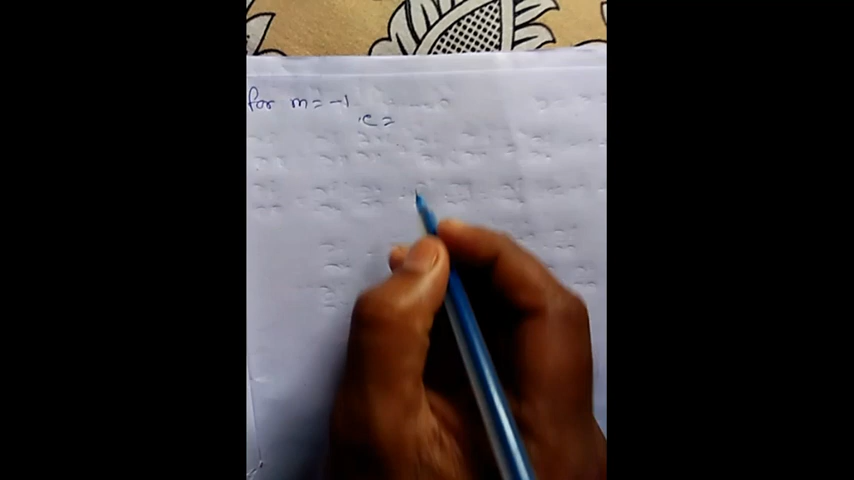 for m = -1
c =